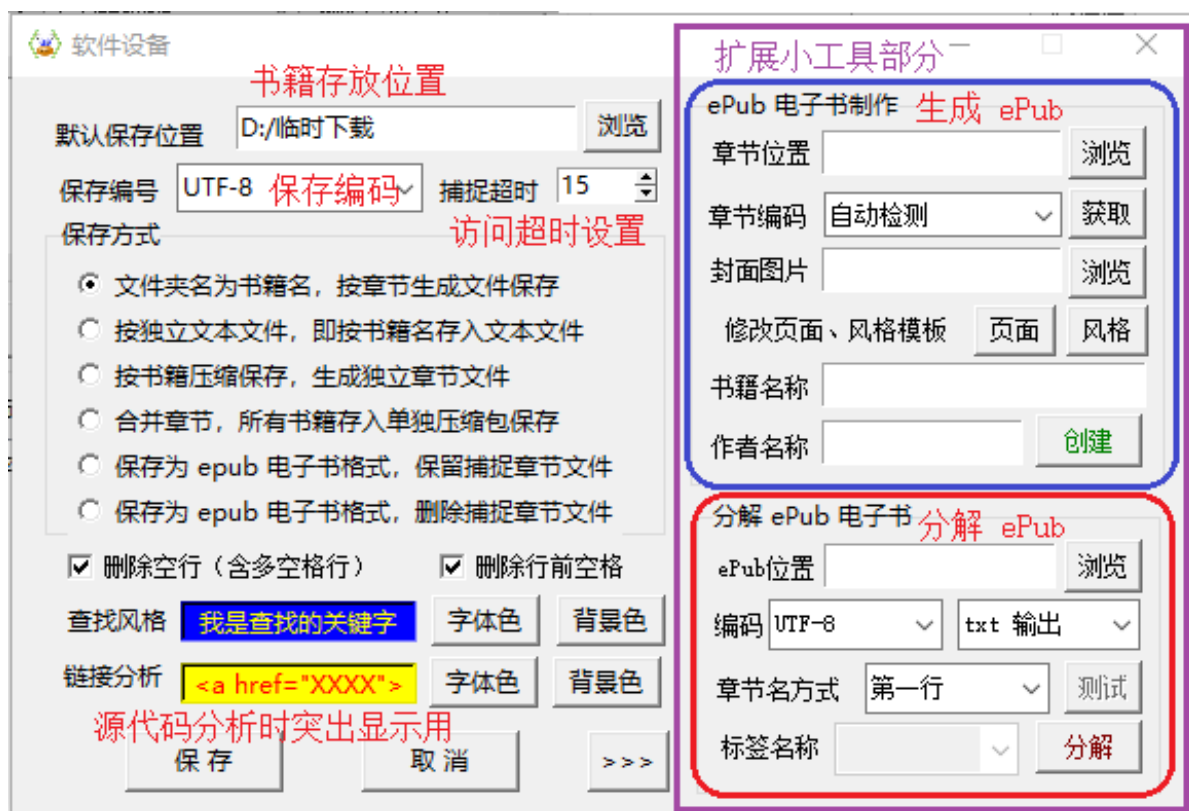 软件设备
书籍存放位置
默认保存位置 D:/临时下载 浏览
保存编号 UTF-8 保存编码 捕捉超时 15
访问超时设置
保存方式
文件夹名为书籍名，按章节生成文件保存
按独立文本文件，即按书籍名存入文本文件
按书籍压缩保存，生成独立章节文件
合并章节，所有书籍存入单独压缩包保存
保存为 epub 电子书格式，保留捕捉章节文件
保存为 epub 电子书格式，删除捕捉章节文件
删除空行（含多空格行） 删除行前空格
查找风格 我是查找的关键字 字体色 背景色
链接分析 <a href="XXXX"> 字体色 背景色
源代码分析时突出显示用
保存 取消 >>>
扩展小工具部分
ePub 电子书制作 生成 ePub
章节位置 浏览
章节编码 自动检测 获取
封面图片 浏览
修改页面、风格模板 页面 风格
书籍名称
作者名称 创建
分解 ePub 电子书 分解 ePub
ePub位置 浏览
编码 UTF-8 txt 输出
章节名方式 第一行 测试
标签名称 分解